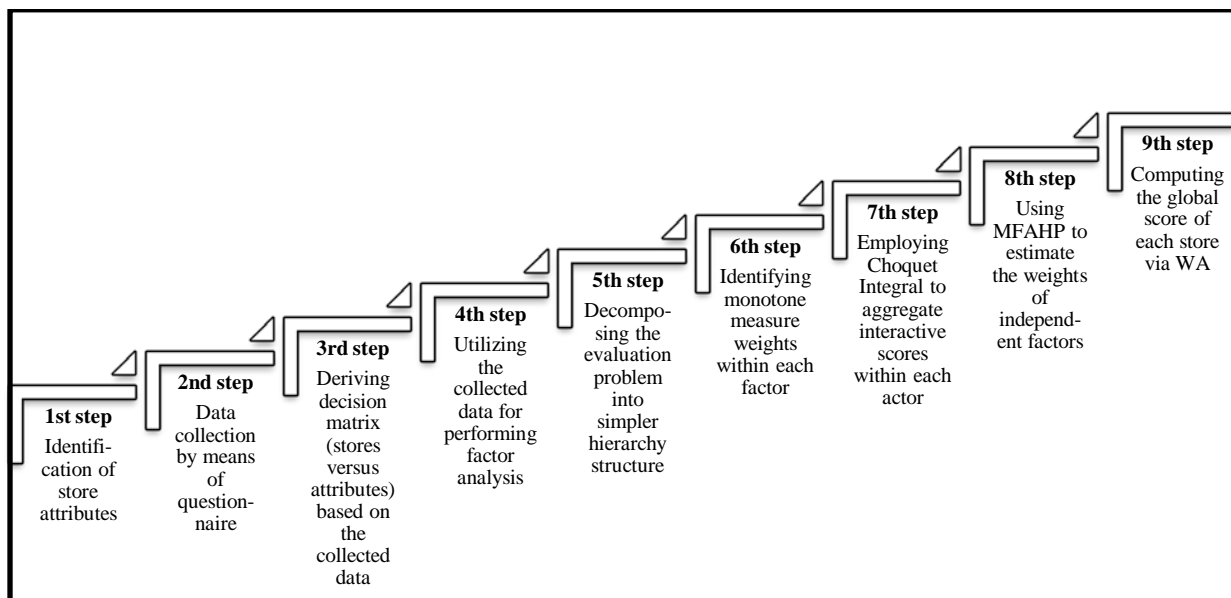 1st step
Identifi-
cation of
store
attributes
2nd step
Data
collection
by means
of
question-
naire
3rd step
Deriving
decision
matrix
(stores
versus
attributes)
based on
the
collected
data
4th step
Utilizing
the
collected
data for
performing
factor
analysis
5th step
Decompo-
sing the
evaluation
problem
into
simpler
hierarchy
structure
6th step
Identifying
monotone
measure
weights
within each
factor
7th step
Employing
Choquet
Integral to
aggregate
interactive
scores
within each
actor
8th step
Using
MFAHP to
estimate
the weights
of
independ-
ent factors
9th step
Computing
the global
score of
each store
via WA